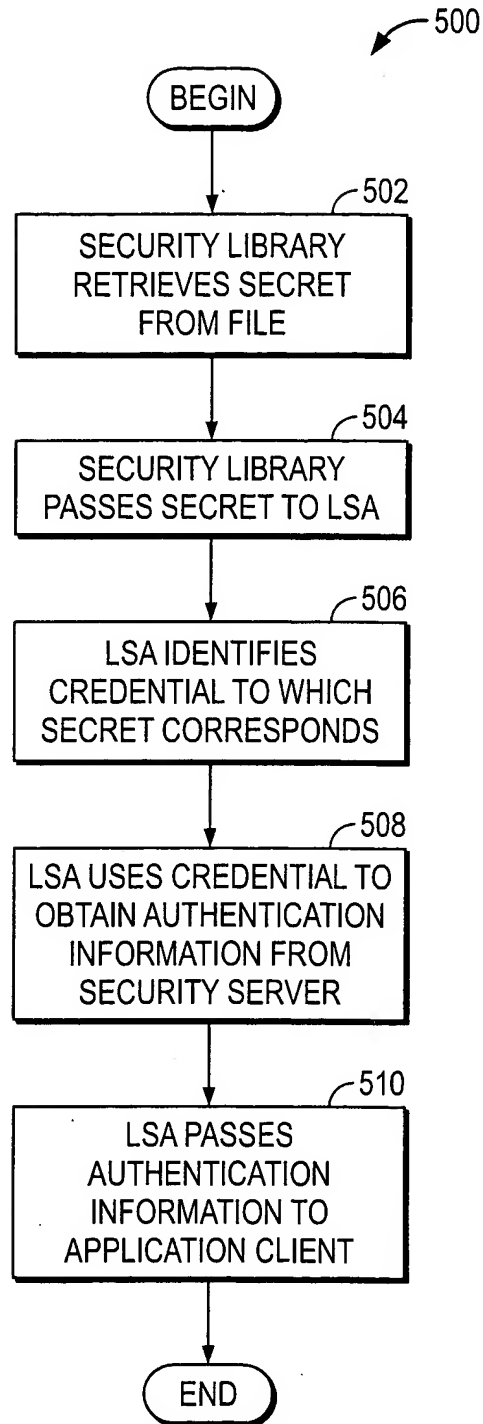 500
BEGIN
502
SECURITY LIBRARY
RETRIEVES SECRET
FROM FILE
504
SECURITY LIBRARY
PASSES SECRET TO LSA
506
LSA IDENTIFIES
CREDENTIAL TO WHICH
SECRET CORRESPONDS
508
LSA USES CREDENTIAL TO
OBTAIN AUTHENTICATION
INFORMATION FROM
SECURITY SERVER
510
LSA PASSES
AUTHENTICATION
INFORMATION TO
APPLICATION CLIENT
END